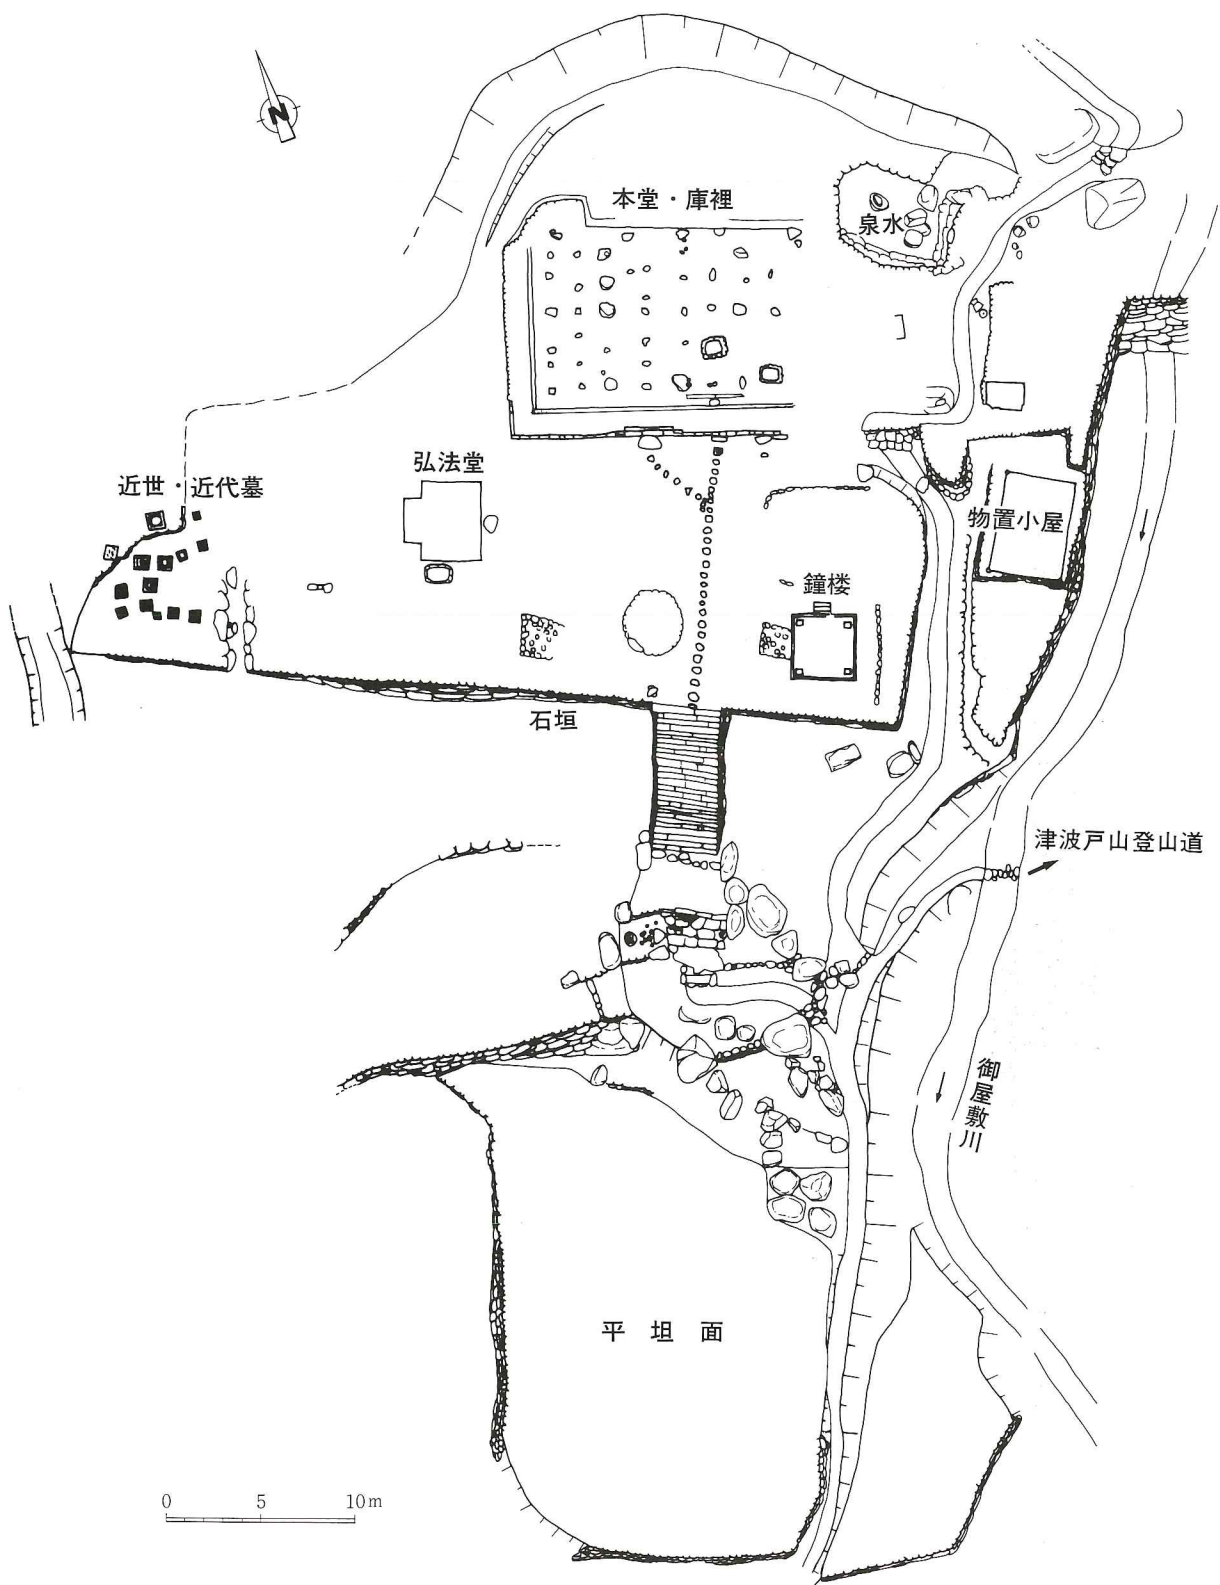 N
本堂・庫裡
泉水
弘法堂
近世・近代墓
物置小屋
鐘楼
石垣
津波戸山登山道
御屋敷川
平坦面
0 5 10m